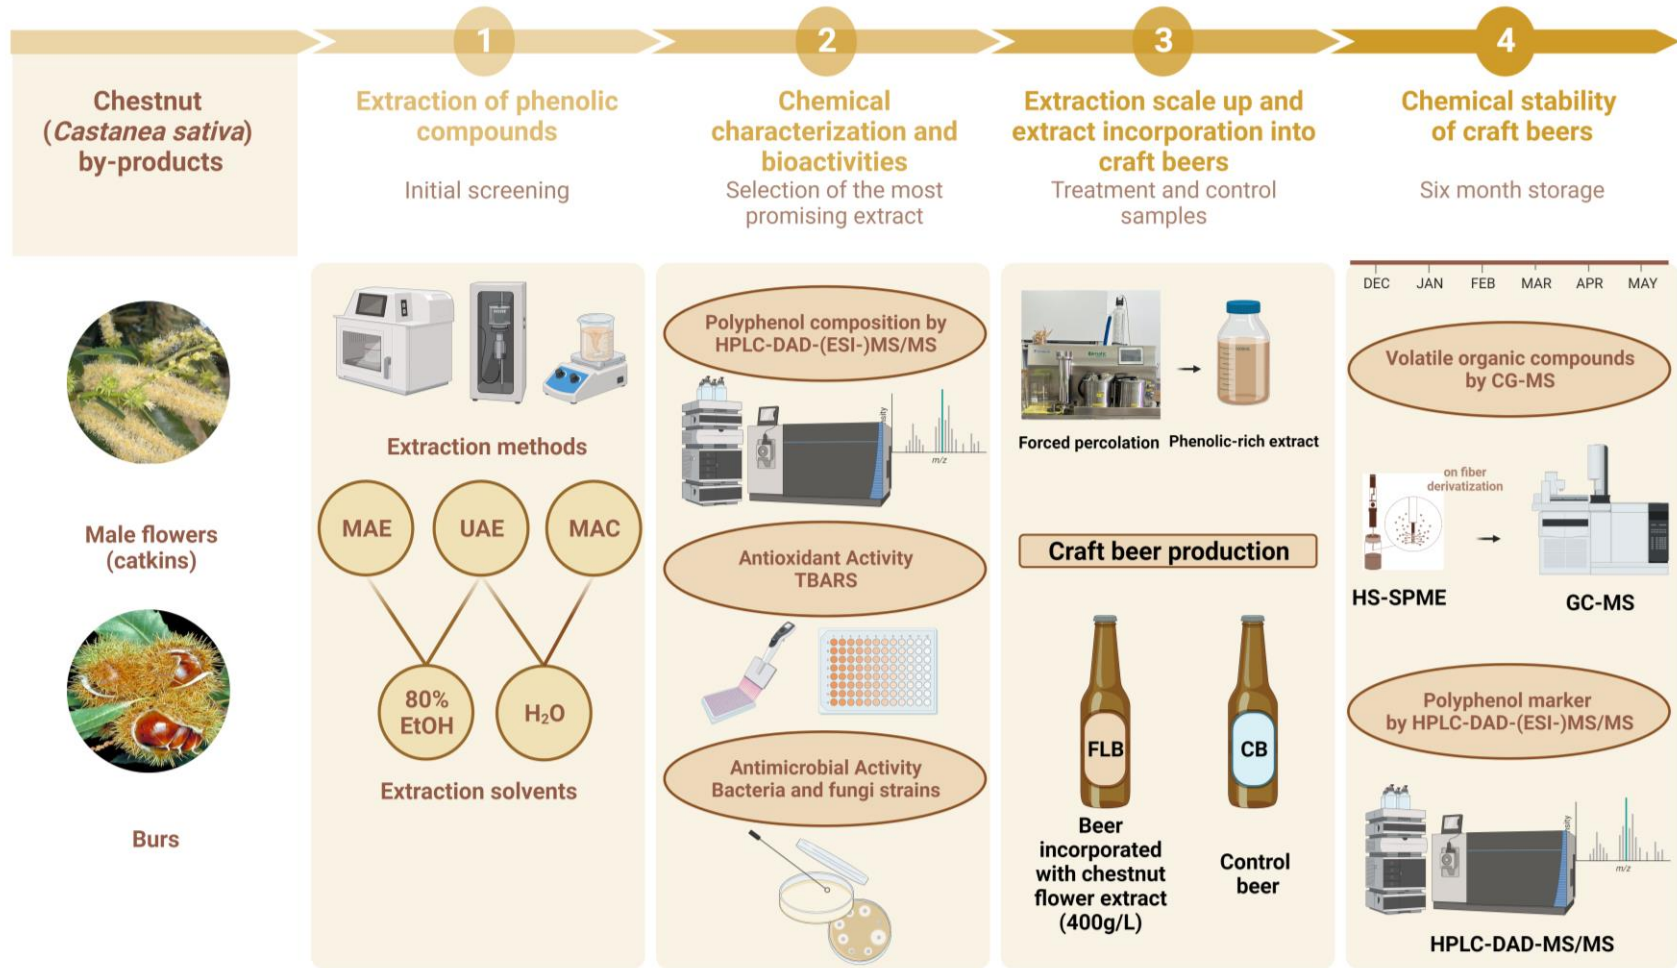 1
2
3
4
Chestnut
(Castanea sativa)
by-products
Male flowers
(catkins)
Burs
Extraction of phenolic
compounds
Initial screening
Extraction methods
MAE
UAE
MAC
80%
EtOH
H₂O
Extraction solvents
Chemical
characterization and
bioactivities
Selection of the most
promising extract
Polyphenol composition by
HPLC-DAD-(ESI-)MS/MS
m/z
Antioxidant Activity
TBARS
Antimicrobial Activity
Bacteria and fungi strains
Extraction scale up and
extract incorporation into
craft beers
Treatment and control
samples
Forced percolation
Phenolic-rich extract
Craft beer production
FLB
CB
Beer
incorporated
with chestnut
flower extract
(400g/L)
Control
beer
Chemical stability
of craft beers
Six month storage
DEC JAN FEB MAR APR MAY
Volatile organic compounds
by CG-MS
on fiber
derivatization
HS-SPME
GC-MS
Polyphenol marker
by HPLC-DAD-(ESI-)MS/MS
m/z
HPLC-DAD-MS/MS